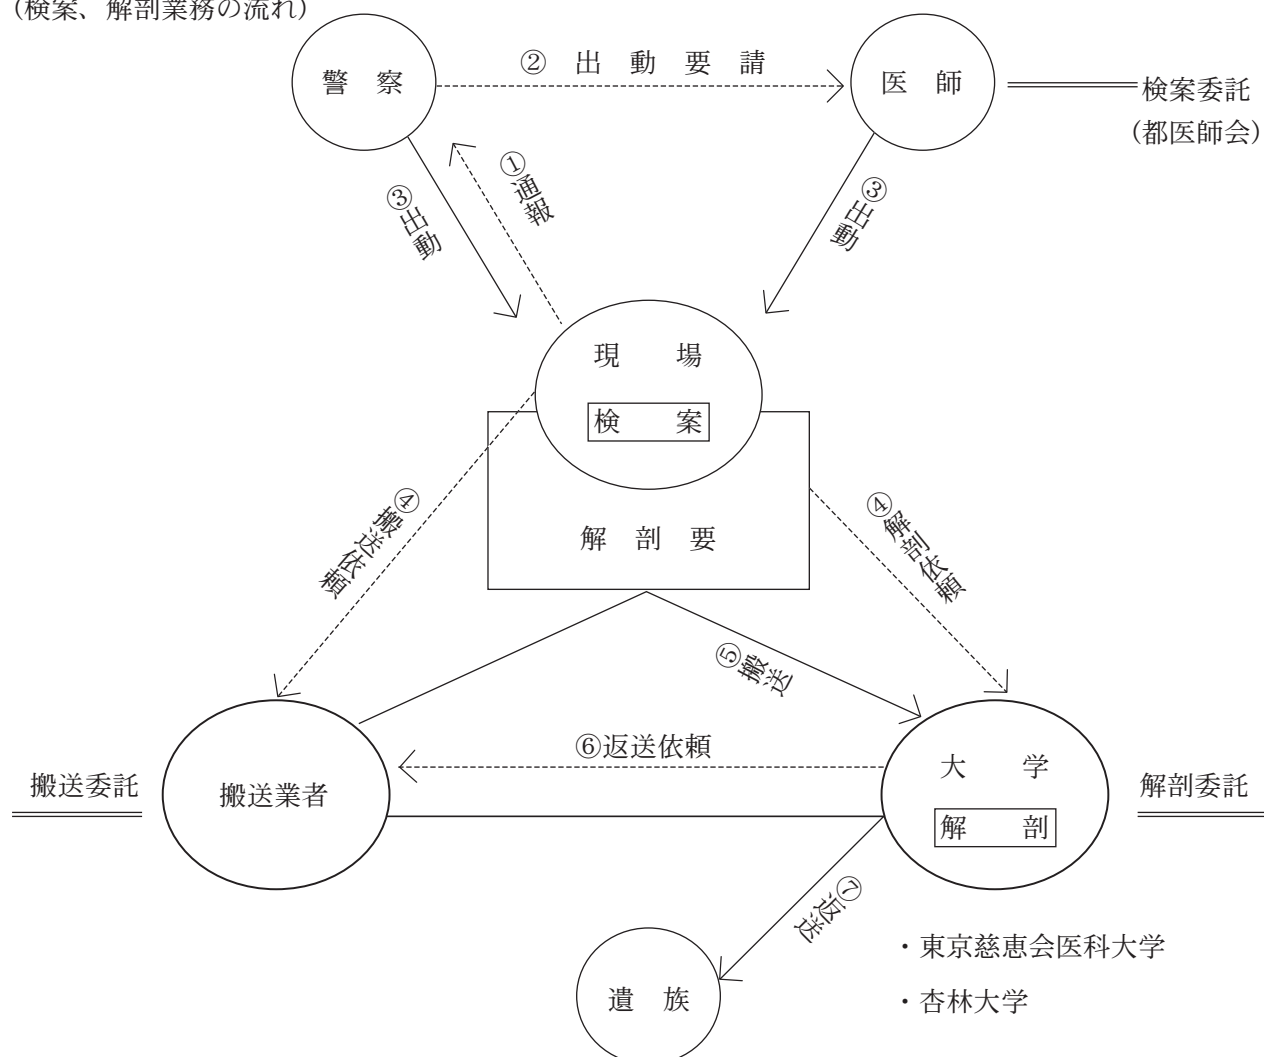 (検案、解剖業務の流れ)
警 察
② 出 動 要 請
医 師
検案委託
(都医師会)
①通報
③出動
③出動
現 場
検 案
解 剖 要
④搬送依頼
④解剖依頼
⑤搬送
⑥返送依頼
搬送委託
搬送業者
大 学
解 剖
解剖委託
⑦返送
遺 族
・東京慈恵会医科大学
・杏林大学